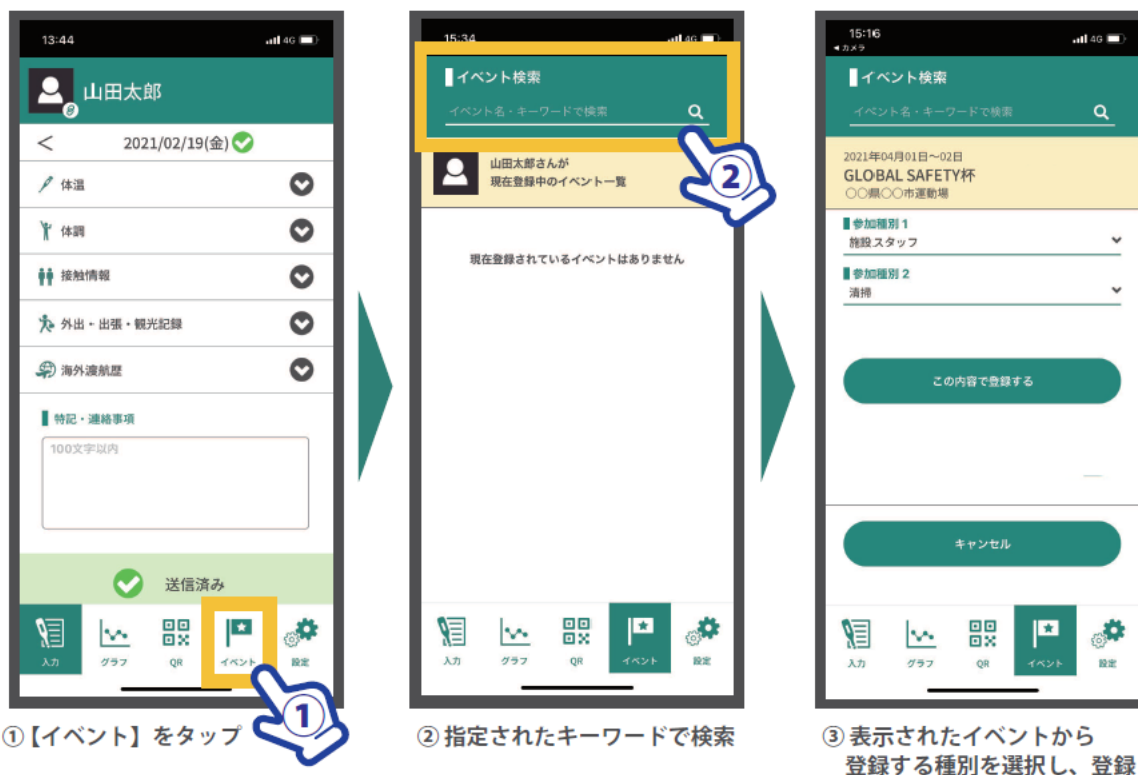 13:44
4G
山田太郎
2021/02/19(金)
体温
体調
接触情報
外出・出張・観光記録
海外渡航歴
特記・連絡事項
100文字以内
送信済み
入力
グラフ
QR
イベント
設定
1
①【イベント】をタップ
15:34
4G
イベント検索
イベント名・キーワードで検索
2
山田太郎さんが
現在登録中のイベント一覧
現在登録されているイベントはありません
入力
グラフ
QR
イベント
設定
②指定されたキーワードで検索
15:16
4G
カメラ
イベント検索
イベント名・キーワードで検索
2021年04月01日～02日
GLOBAL SAFETY杯
○○県○○市運動場
参加種別 1
施設スタッフ
参加種別 2
清掃
この内容で登録する
キャンセル
入力
グラフ
QR
イベント
設定
③ 表示されたイベントから
登録する種別を選択し、登録